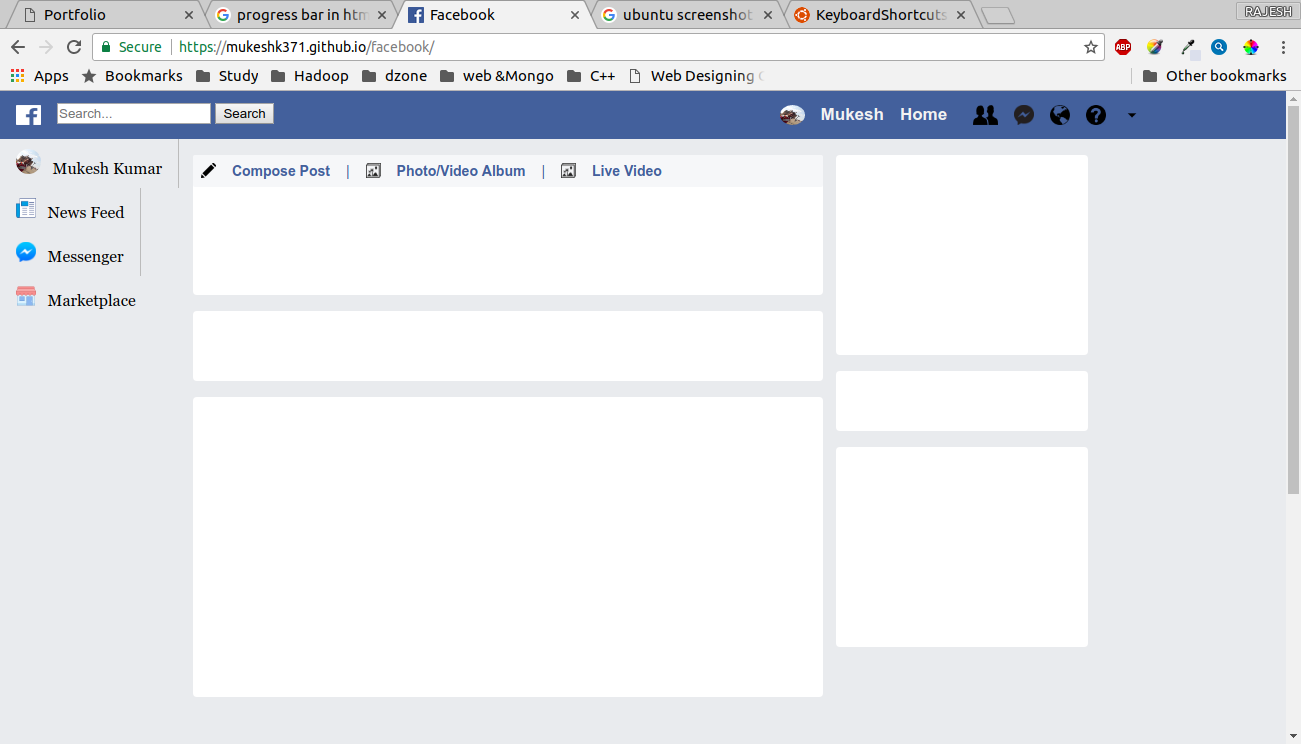 Portfolio
progress bar in htm
Facebook
ubuntu screenshot
KeyboardShortcuts
RAJESH
Secure
https://mukeshk371.github.io/facebook/
ABP
Apps
Bookmarks
Study
Hadoop
dzone
web &Mongo
C++
Web Designing
Other bookmarks
Search...
Search
Mukesh
Home
Mukesh Kumar
News Feed
Messenger
Marketplace
Compose Post | Photo/Video Album | Live Video